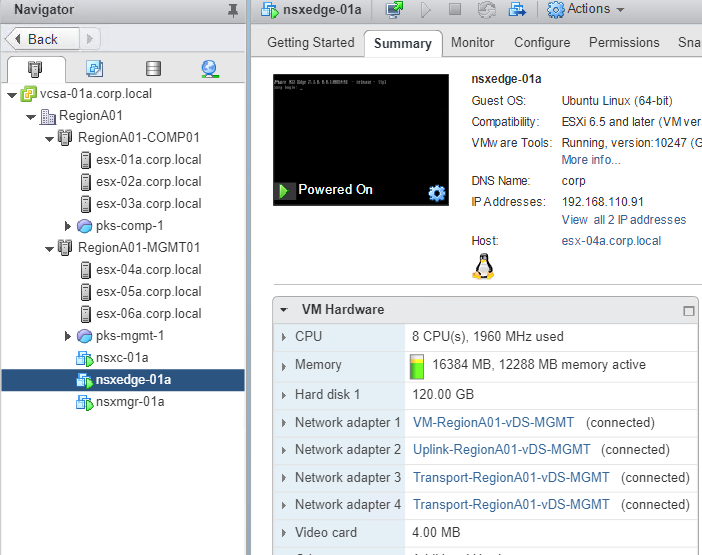 Navigator
Back
vcsa-01a.corp.local
RegionA01
RegionA01-COMP01
esx-01a.corp.local
esx-02a.corp.local
esx-03a.corp.local
pks-comp-1
RegionA01-MGMT01
esx-04a.corp.local
esx-05a.corp.local
esx-06a.corp.local
pks-mgmt-1
nsxc-01a
nsxedge-01a
nsxmgr-01a
nsxedge-01a Actions
Getting Started Summary Monitor Configure Permissions Sna
Powered On
nsxedge-01a
Guest OS: Ubuntu Linux (64-bit)
Compatibility: ESXi 6.5 and later (VM ver
VMware Tools: Running, version:10247 (G
More info...
DNS Name: corp
IP Addresses: 192.168.110.91
View all 2 IP addresses
Host: esx-04a.corp.local
VM Hardware
CPU 8 CPU(s), 1960 MHz used
Memory 16384 MB, 12288 MB memory active
Hard disk 1 120.00 GB
Network adapter 1 VM-RegionA01-vDS-MGMT (connected)
Network adapter 2 Uplink-RegionA01-vDS-MGMT (connected)
Network adapter 3 Transport-RegionA01-vDS-MGMT (connected)
Network adapter 4 Transport-RegionA01-vDS-MGMT (connected)
Video card 4.00 MB